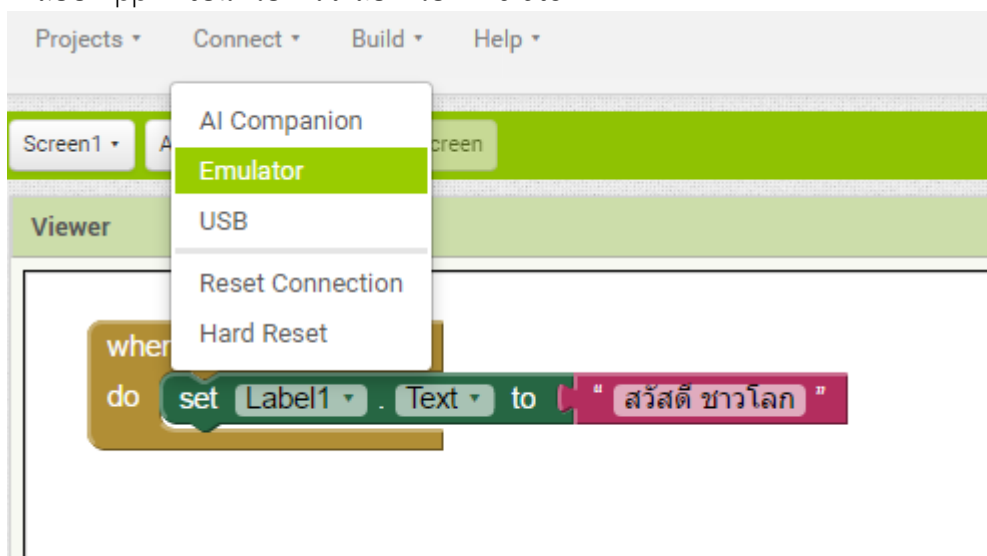 Projects Connect Build Help
AI Companion
Screen1 creen
Emulator
Viewer USB
Reset Connection
Hard Reset
do set Label1 . Text to " สวัสดี ชาวโลก "